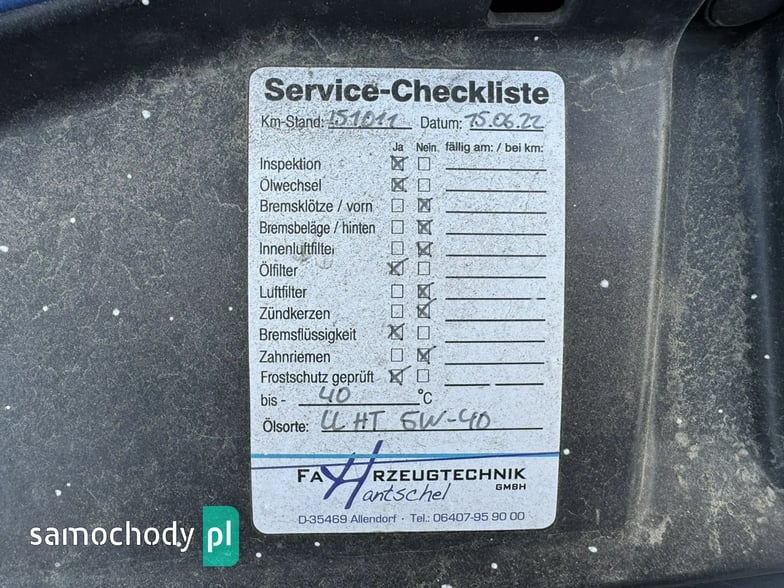 Service-Checkliste
Km-Stand: 151011 Datum: 15.06.22
Ja Nein fällig am: / bei km:
Inspektion
Ölwechsel
Bremsklötze / vorn
Bremsbeläge / hinten
Innenluftfilter
Ölfilter
Luftfilter
Zündkerzen
Bremsflüssigkeit
Zahnriemen
Frostschutz geprüft
bis - 40 °C
Ölsorte: LL HT 5W-40
FAHRZEUGTECHNIK
GMBH
Hantschel
D-35469 Allendorf · Tel.: 06407-95 90 00
samochody pl